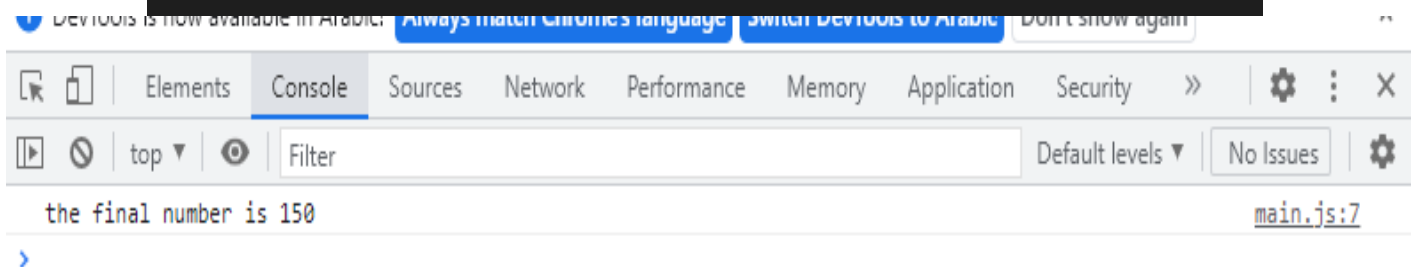 DevTools is now available in Arabic! Always match Chrome's language Switch DevTools to Arabic Don't show again
Elements Console Sources Network Performance Memory Application Security
top Filter Default levels No Issues
the final number is 150 main.js:7